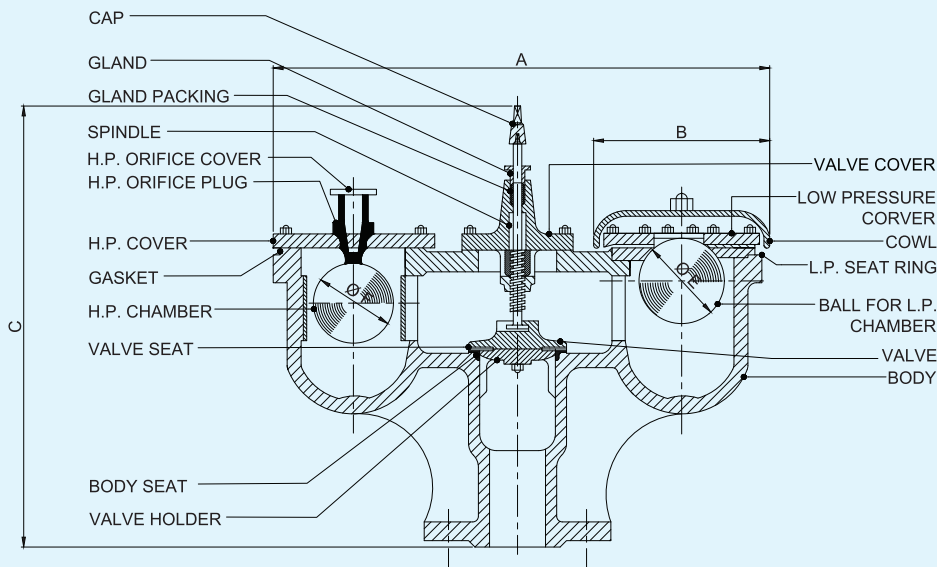 CAP
GLAND
GLAND PACKING
SPINDLE
H.P. ORIFICE COVER
H.P. ORIFICE PLUG
H.P. COVER
GASKET
H.P. CHAMBER
VALVE SEAT
BODY SEAT
VALVE HOLDER
A
B
C
VALVE COVER
LOW PRESSURE
CORVER
COWL
L.P. SEAT RING
BALL FOR L.P.
CHAMBER
VALVE
BODY